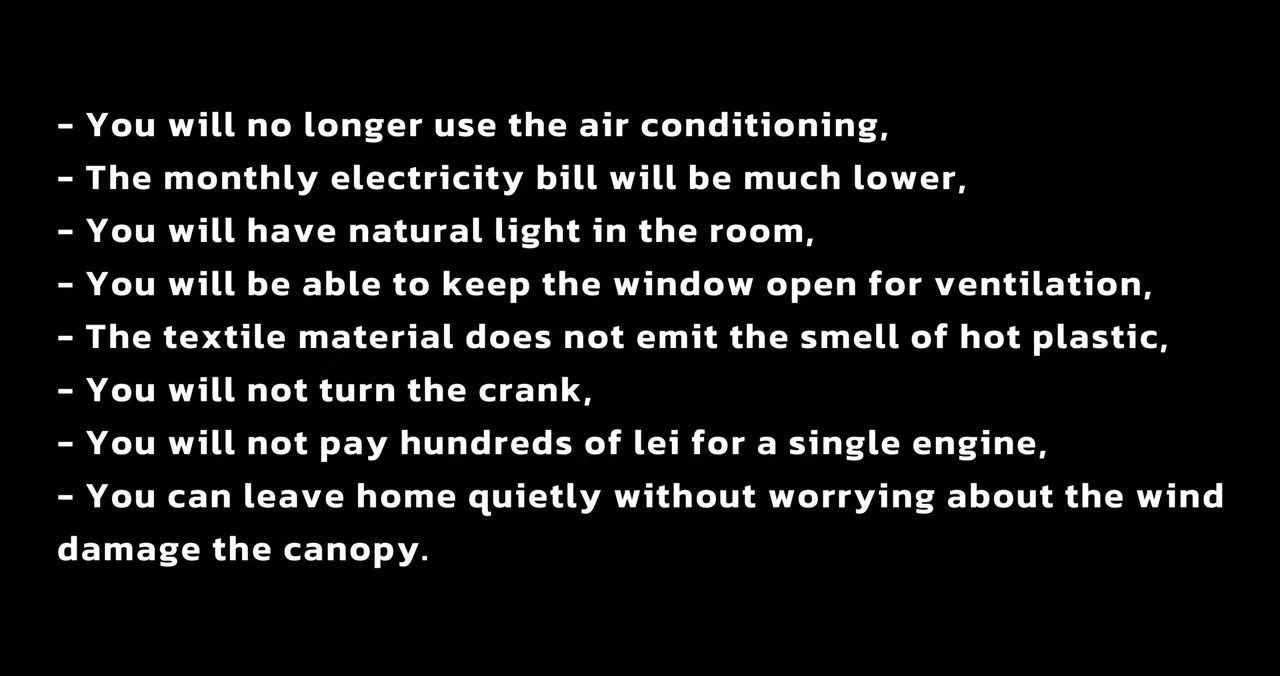 - You will no longer use the air conditioning,
- The monthly electricity bill will be much lower,
- You will have natural light in the room,
- You will be able to keep the window open for ventilation,
- The textile material does not emit the smell of hot plastic,
- You will not turn the crank,
- You will not pay hundreds of lei for a single engine,
- You can leave home quietly without worrying about the wind
damage the canopy.